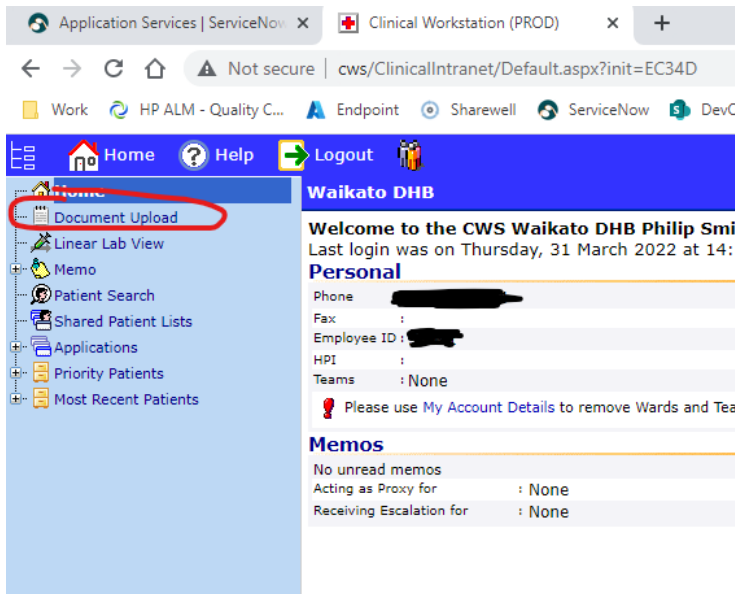 Application Services | ServiceNow
Clinical Workstation (PROD)
Not secure | cws/ClinicalIntranet/Default.aspx?init=EC34D
Work HP ALM - Quality C... Endpoint Sharewell ServiceNow DevC
Home Help Logout
Home
Document Upload
Linear Lab View
Memo
Patient Search
Shared Patient Lists
Applications
Priority Patients
Most Recent Patients
Waikato DHB
Welcome to the CWS Waikato DHB Philip Smi
Last login was on Thursday, 31 March 2022 at 14:
Personal
Phone
Fax :
Employee ID :
HPI :
Teams : None
Please use My Account Details to remove Wards and Tea
Memos
No unread memos
Acting as Proxy for : None
Receiving Escalation for : None